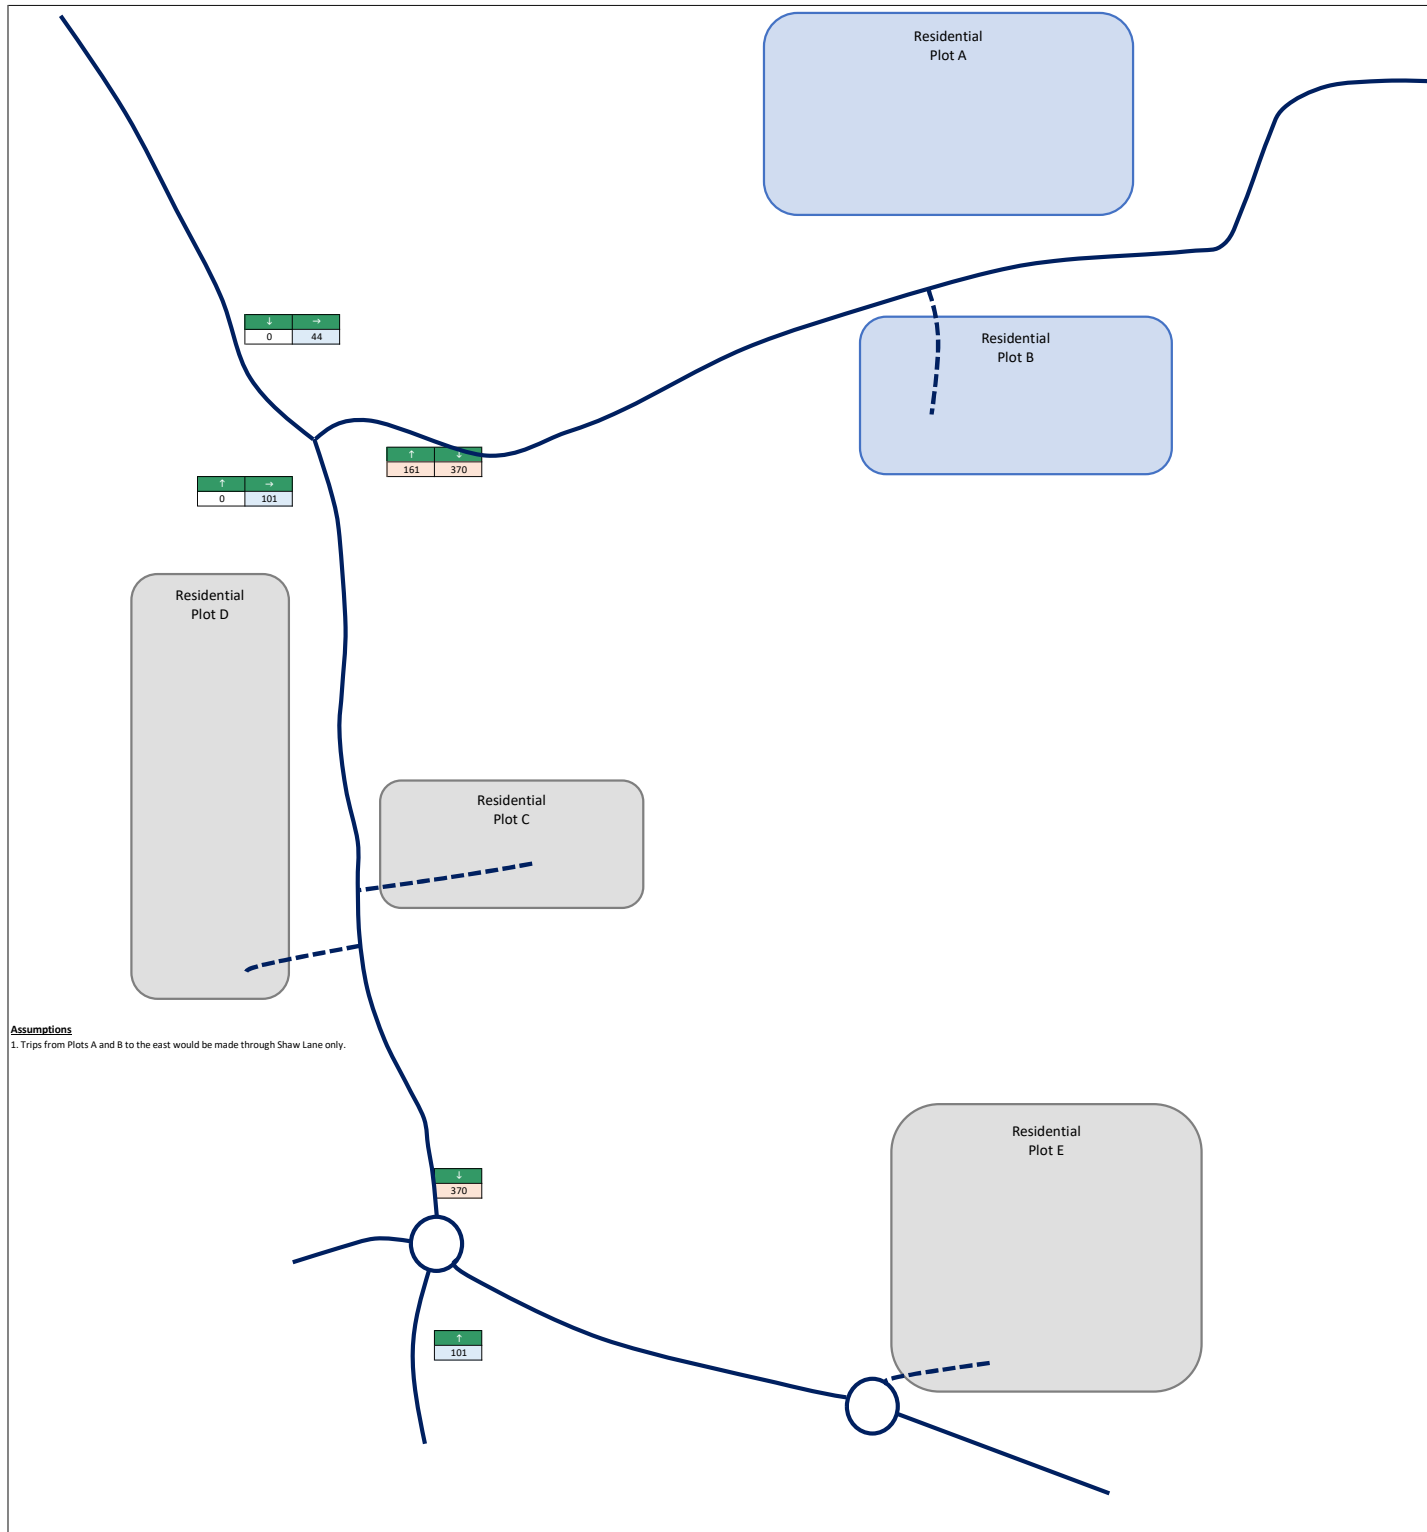 Residential
Plot A
↓ →
0 44
Residential
Plot B
↑ ↓
161 370
↑ →
0 101
Residential
Plot D
Residential
Plot C
Assumptions
1. Trips from Plots A and B to the east would be made through Shaw Lane only.
Residential
Plot E
↓
370
↑
101